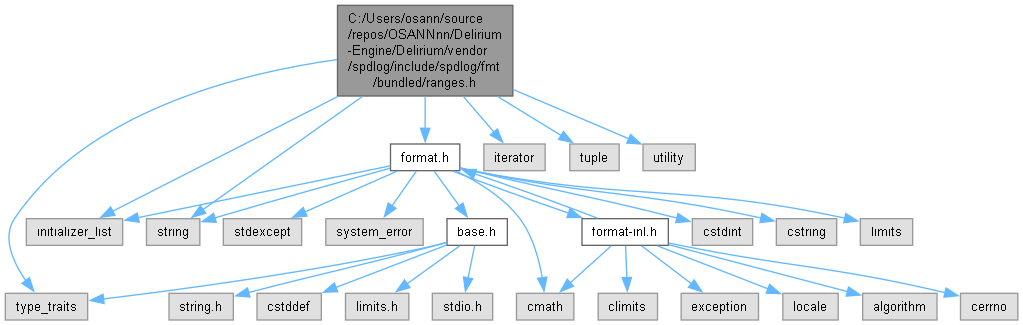 C:/Users/osann/source
/repos/OSANNnn/Delirium
-Engine/Delirium/vendor
/spdlog/include/spdlog/fmt
/bundled/ranges.h
format.h
iterator
tuple
utility
initializer_list
string
stdexcept
system_error
base.h
format-inl.h
cstdint
cstring
limits
type_traits
string.h
cstddef
limits.h
stdio.h
cmath
climits
exception
locale
algorithm
cerrno